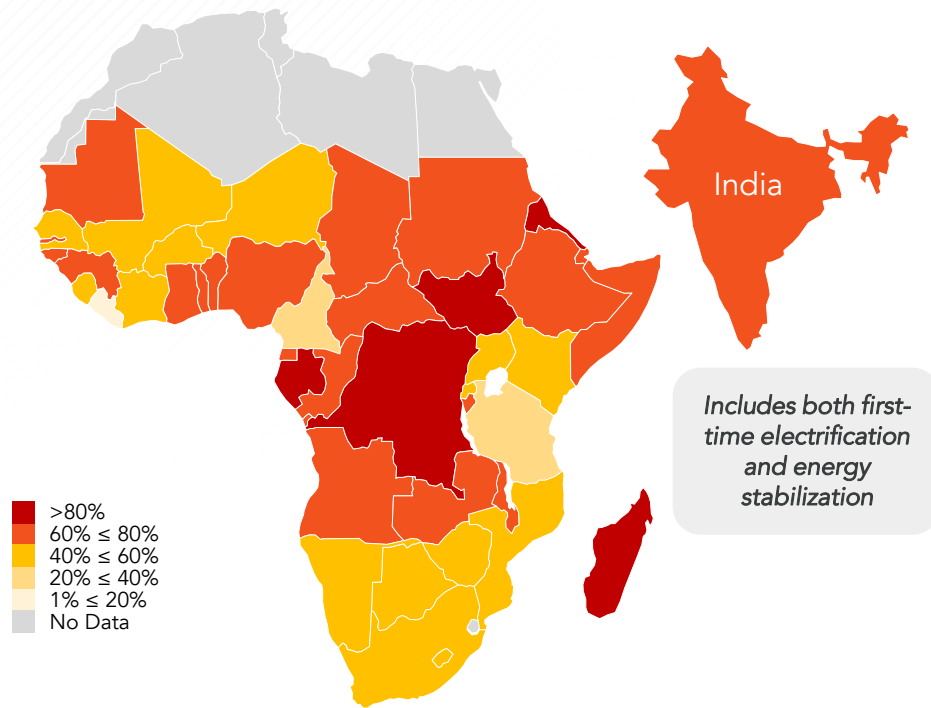 India
Includes both first-
time electrification
and energy
stabilization
>80%
60% ≤ 80%
40% ≤ 60%
20% ≤ 40%
1% ≤ 20%
No Data